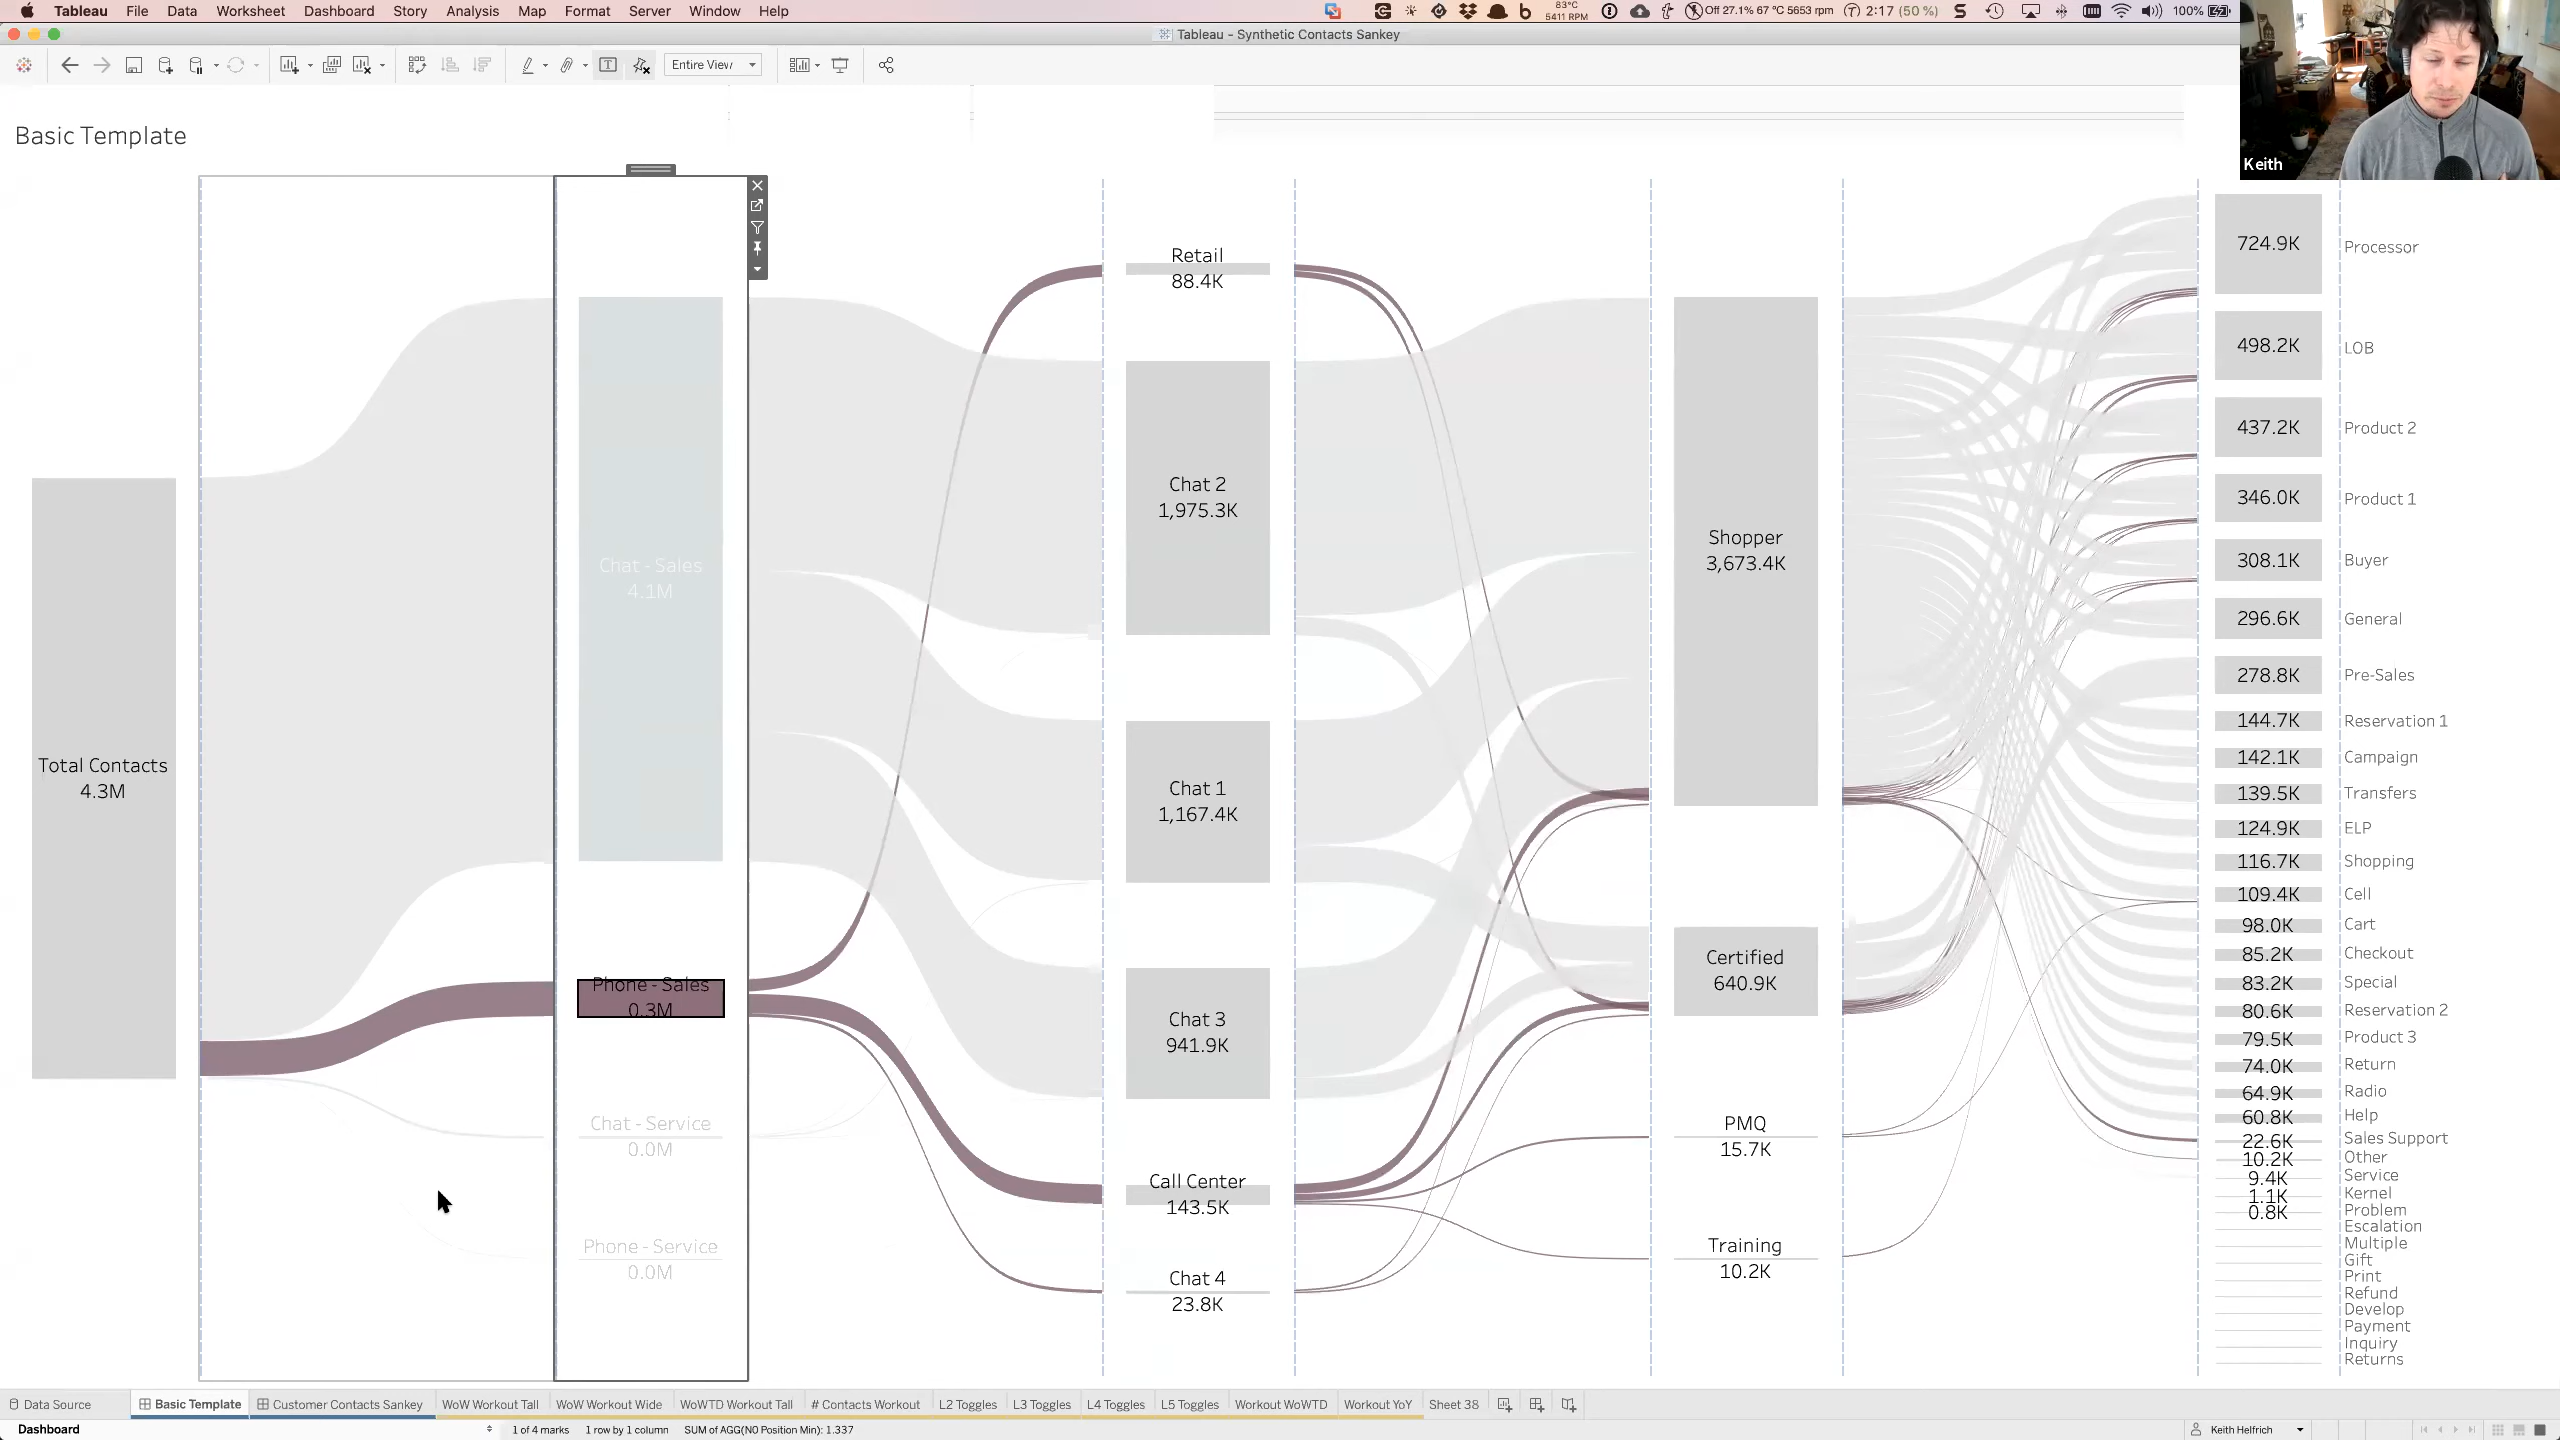 Tableau File Data Worksheet Dashboard Story Analysis Map Format Server Window Help
83°C
5411 RPM
Off 27.1% 67 °C 5653 rpm
2:17 (50 %)
100%
Tableau - Synthetic Contacts Sankey
Entire View
Keith
Basic Template
Total Contacts
4.3M
Chat - Sales
4.1M
Phone - Sales
0.3M
Chat - Service
0.0M
Phone - Service
0.0M
Retail
88.4K
Chat 2
1,975.3K
Chat 1
1,167.4K
Chat 3
941.9K
Call Center
143.5K
Chat 4
23.8K
Shopper
3,673.4K
Certified
640.9K
PMQ
15.7K
Training
10.2K
724.9K Processor
498.2K LOB
437.2K Product 2
346.0K Product 1
308.1K Buyer
296.6K General
278.8K Pre-Sales
144.7K Reservation 1
142.1K Campaign
139.5K Transfers
124.9K ELP
116.7K Shopping
109.4K Cell
98.0K Cart
85.2K Checkout
83.2K Special
80.6K Reservation 2
79.5K Product 3
74.0K Return
64.9K Radio
60.8K Help
22.6K Sales Support
10.2K Other
9.4K Service
1.1K Kernel
0.8K Problem
Escalation
Multiple
Gift
Print
Refund
Develop
Payment
Inquiry
Returns
Data Source Basic Template Customer Contacts Sankey WoW Workout Tall WoW Workout Wide WoWTD Workout Tall # Contacts Workout L2 Toggles L3 Toggles L4 Toggles L5 Toggles Workout WoWTD Workout YoY Sheet 38
Dashboard 1 of 4 marks 1 row by 1 column SUM of AGG(N0 Position Min): 1.337 Keith Helfrich